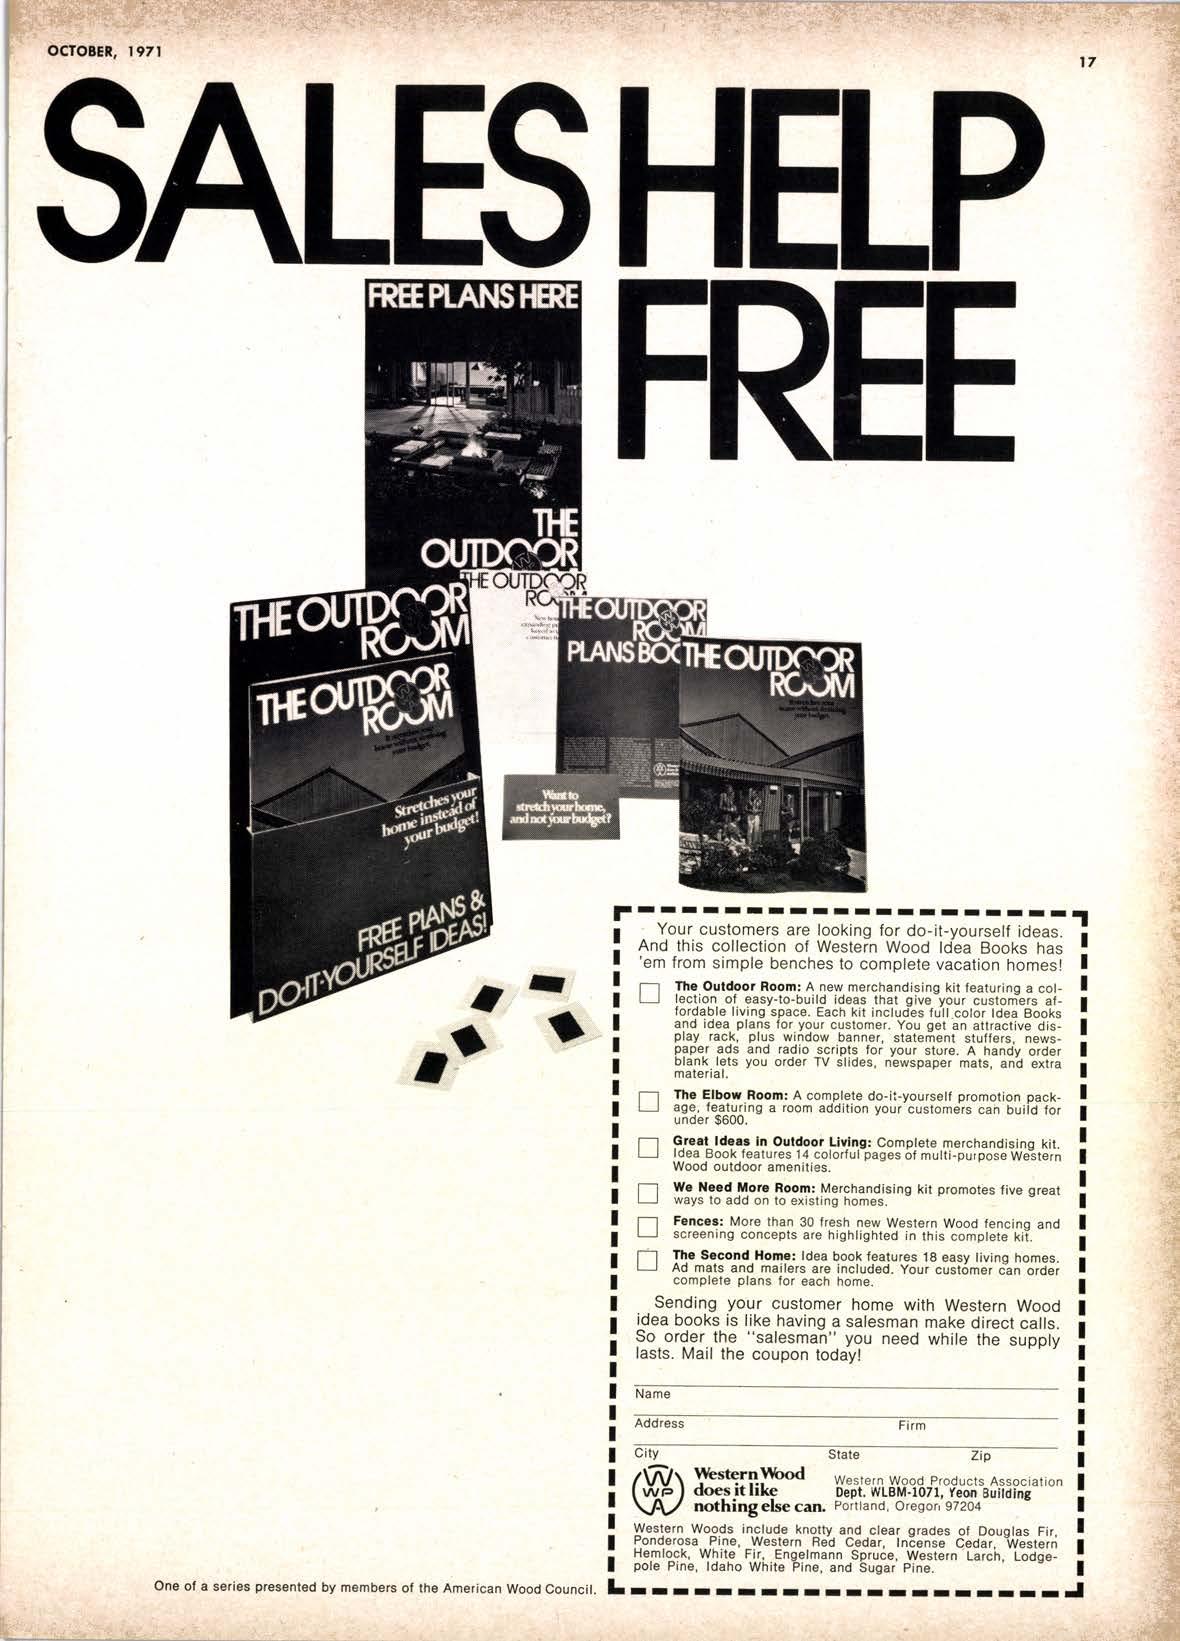 OCTOBER, 1971
17
SALES HELP
FREE
FREE PLANS HERE
THE
OUTDOOR
THE OUTDOOR
THE OUTDOOR
ROOM
THE OUTDOOR
ROOM
Stretches your
home instead of
your budget!
FREE PLANS &
DO-IT-YOURSELF IDEAS!
THE OUTDOOR
ROOM
PLANS
Want to
stretch your home,
and not your budget?
THE OUTDOOR
ROOM
It stretches your
home without straining
your budget.
Your customers are looking for do-it-yourself ideas.
And this collection of Western Wood Idea Books has
'em from simple benches to complete vacation homes!
The Outdoor Room: A new merchandising kit featuring a col-
lection of easy-to-build ideas that give your customers af-
fordable living space. Each kit includes full color Idea Books
and idea plans for your customer. You get an attractive dis-
play rack, plus window banner, statement stuffers, news-
paper ads and radio scripts for your store. A handy order
blank lets you order TV slides, newspaper mats, and extra
material.
The Elbow Room: A complete do-it-yourself promotion pack-
age, featuring a room addition your customers can build for
under $600.
Great Ideas in Outdoor Living: Complete merchandising kit.
Idea Book features 14 colorful pages of multi-purpose Western
Wood outdoor amenities.
We Need More Room: Merchandising kit promotes five great
ways to add on to existing homes.
Fences: More than 30 fresh new Western Wood fencing and
screening concepts are highlighted in this complete kit.
The Second Home: Idea book features 18 easy living homes.
Ad mats and mailers are included. Your customer can order
complete plans for each home.
Sending your customer home with Western Wood
idea books is like having a salesman make direct calls.
So order the "salesman" you need while the supply
lasts. Mail the coupon today!
Name
Address Firm
City State Zip
WWPA
Western Wood
does it like
nothing else can.
Western Wood Products Association
Dept. WLBM-1071, Yeon Building
Portland, Oregon 97204
Western Woods include knotty and clear grades of Douglas Fir,
Ponderosa Pine, Western Red Cedar, Incense Cedar, Western
Hemlock, White Fir, Engelmann Spruce, Western Larch, Lodge-
pole Pine, Idaho White Pine, and Sugar Pine.
One of a series presented by members of the American Wood Council.